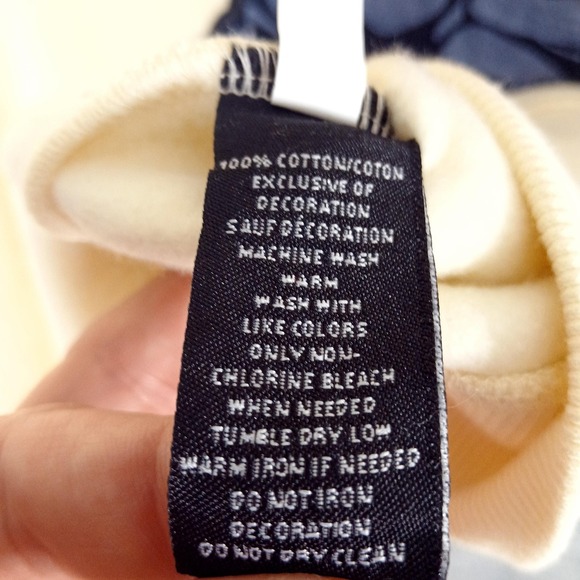 100% COTTON/COTON
EXCLUSIVE OF
DECORATION
SAUF DÉCORATION
MACHINE WASH
WARM
WASH WITH
LIKE COLORS
ONLY NON-
CHLORINE BLEACH
WHEN NEEDED
TUMBLE DRY LOW
WARM IRON IF NEEDED
DO NOT IRON
DECORATION
DO NOT DRY CLEAN